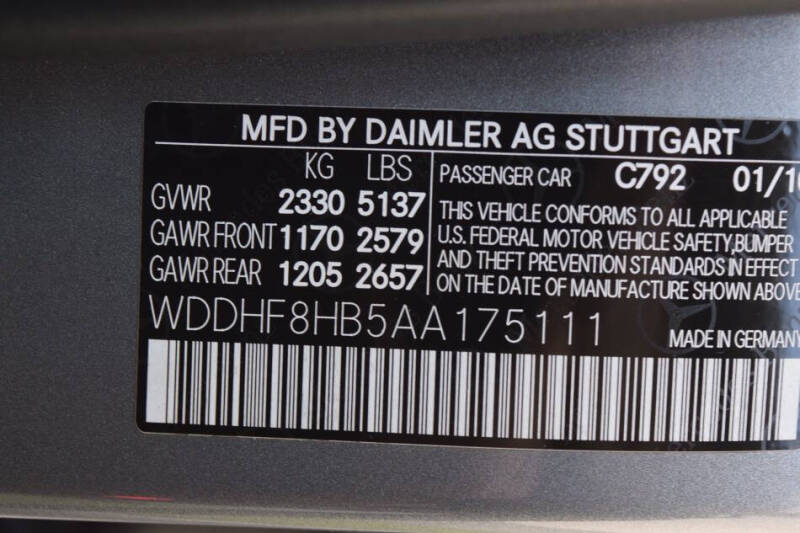 MFD BY DAIMLER AG STUTTGART
KG LBS
GVWR 2330 5137
GAWR FRONT 1170 2579
GAWR REAR 1205 2657
PASSENGER CAR C792 01/10
THIS VEHICLE CONFORMS TO ALL APPLICABLE
U.S. FEDERAL MOTOR VEHICLE SAFETY,BUMPER
AND THEFT PREVENTION STANDARDS IN EFFECT
ON THE DATE OF MANUFACTURE SHOWN ABOVE
WDDHF8HB5AA175111
MADE IN GERMANY